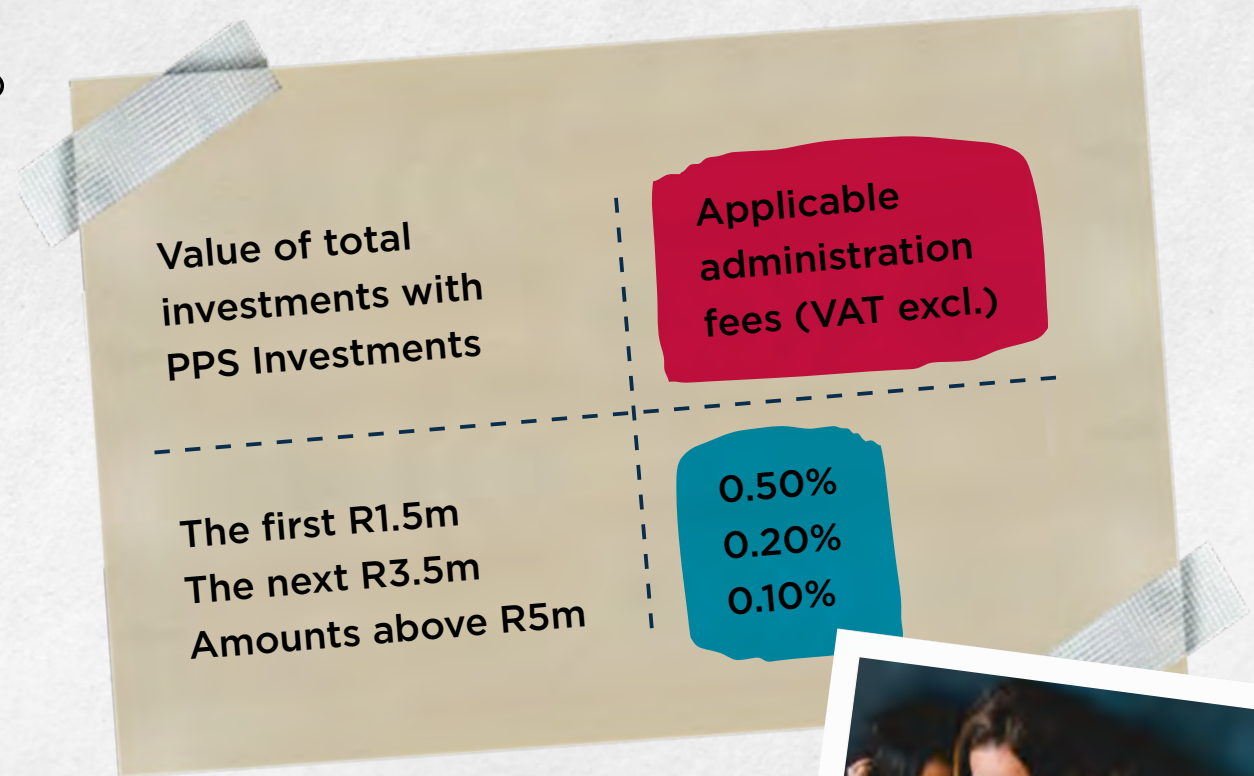 Value of total
investments with
PPS Investments
Applicable
administration
fees (VAT excl.)
The first R1.5m
0.50%
The next R3.5m
0.20%
Amounts above R5m
0.10%